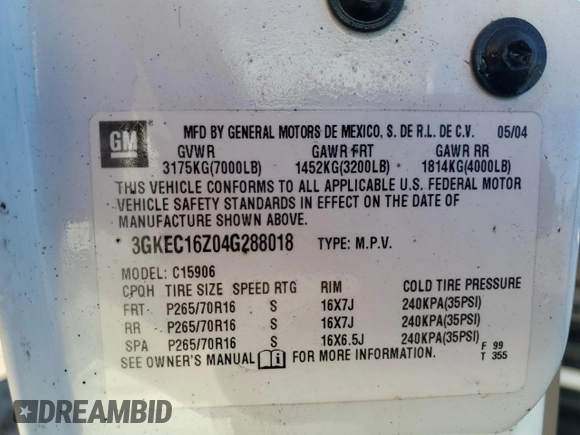 GM MFD BY GENERAL MOTORS DE MEXICO, S. DE R.L. DE C.V. 05/04
GVWR GAWR FRT GAWR RR
3175KG(7000LB) 1452KG(3200LB) 1814KG(4000LB)
THIS VEHICLE CONFORMS TO ALL APPLICABLE U.S. FEDERAL MOTOR
VEHICLE SAFETY STANDARDS IN EFFECT ON THE DATE OF
MANUFACTURE SHOWN ABOVE.
3GKEC16Z04G288018 TYPE: M.P.V.
MODEL: C15906
CPOH TIRE SIZE SPEED RTG RIM COLD TIRE PRESSURE
FRT P265/70R16 S 16X7J 240KPA(35PSI)
RR P265/70R16 S 16X7J 240KPA(35PSI)
SPA P265/70R16 S 16X6.5J 240KPA(35PSI)
SEE OWNER'S MANUAL FOR MORE INFORMATION.
F 99
T 355
DREAMBID